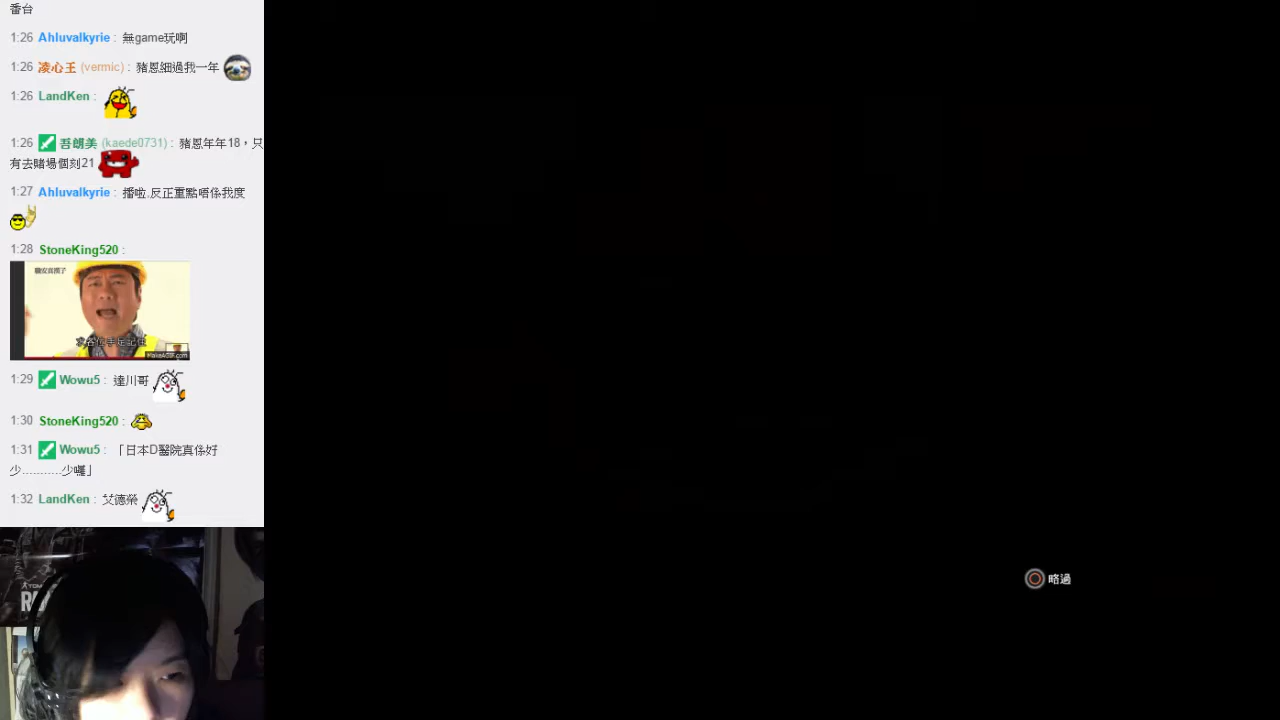 番台
1:26 Ahluvalkyrie : 無game玩啊
1:26 凌心王 (vermic) : 豬恩細過我一年
1:26 LandKen :
1:26 吾朗美 (kaede0731) : 豬恩年年18，只
有去賭場個刻21
1:27 Ahluvalkyrie : 播啦.反正重點唔係我度
1:28 StoneKing520 :
MakeAGIF.com
1:29 Wowu5 : 達川哥
1:30 StoneKing520 :
1:31 Wowu5 : 「日本D醫院真係好
少...........少囉」
1:32 LandKen : 艾德榮
略過